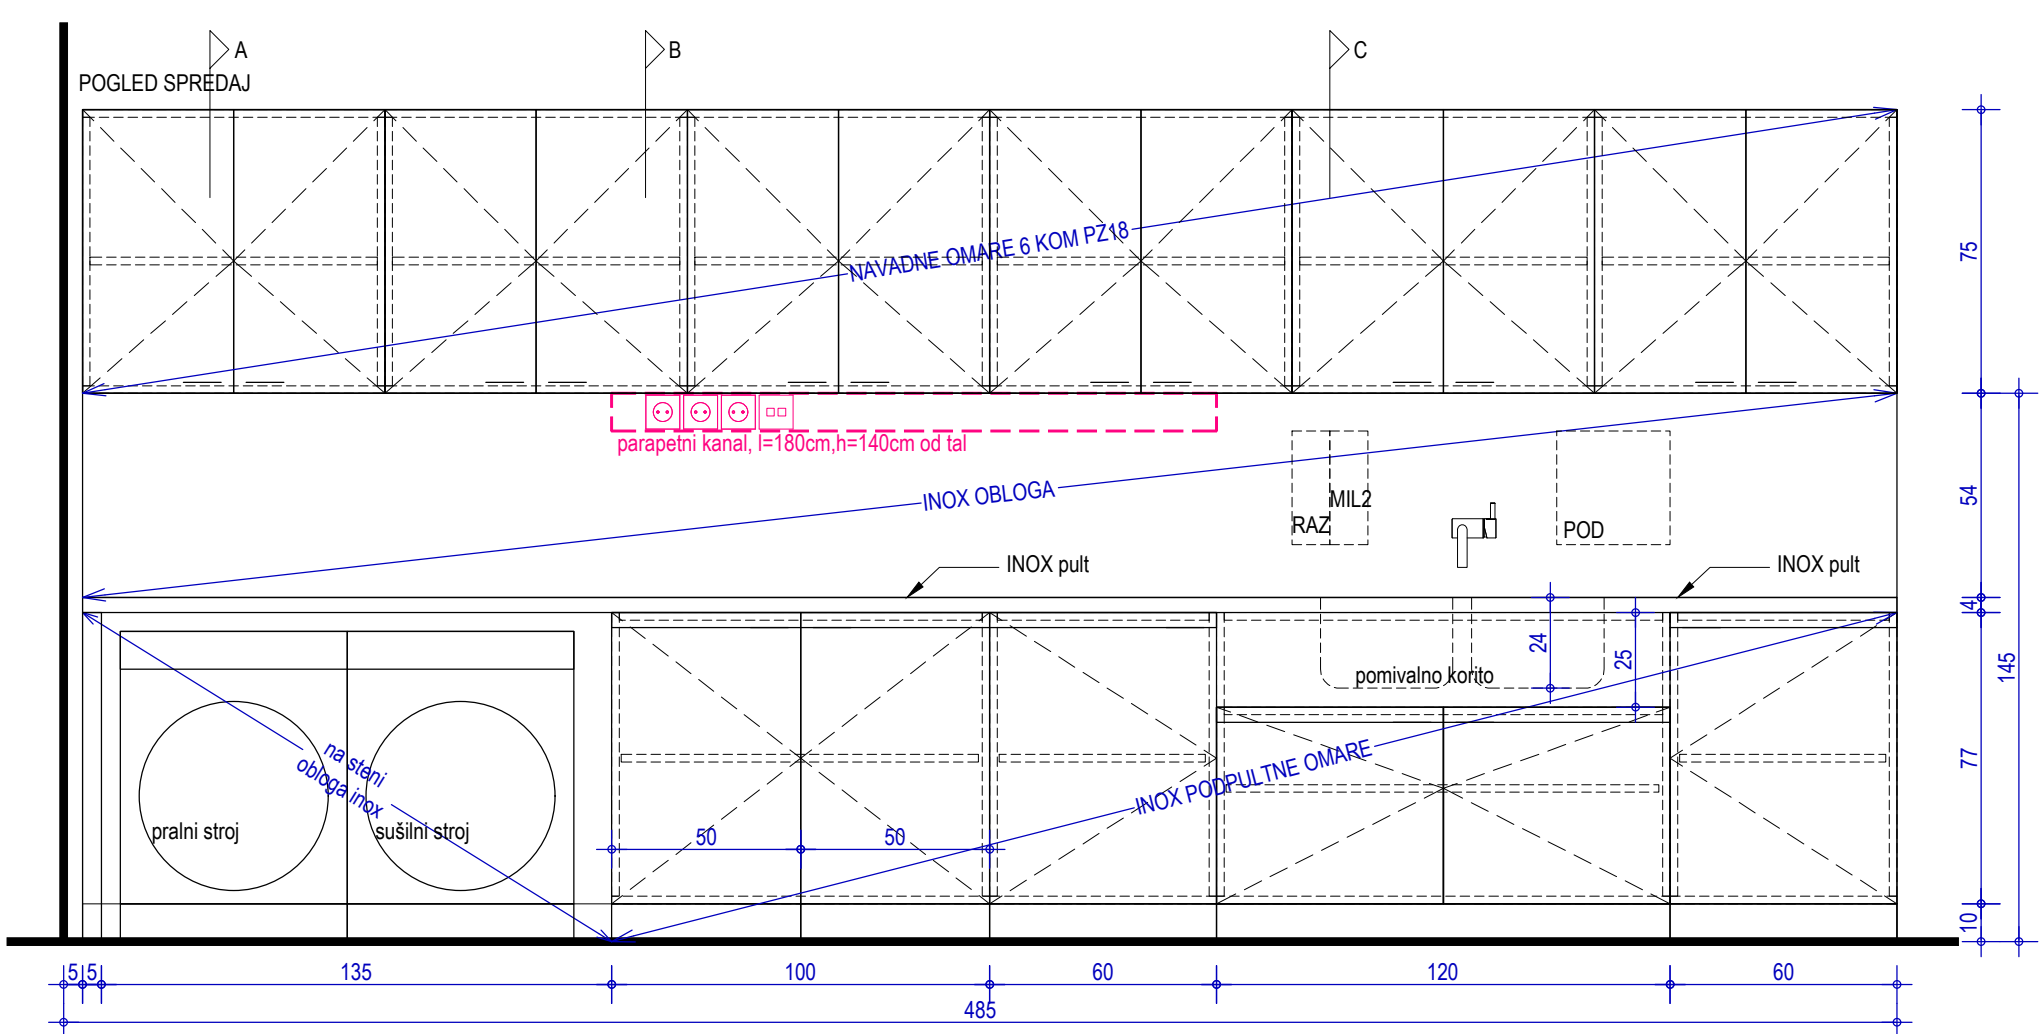 A
B
C
POGLED SPREDAJ
NAVADNE OMARE 6 KOM PZ18
75
parapetni kanal, l=180cm,h=140cm od tal
INOX OBLOGA
MIL2
RAZ
POD
54
INOX pult
INOX pult
4
24
25
145
pomivalno korito
na steni
obloga inox
INOX PODPULTNE OMARE
77
pralni stroj
sušilni stroj
50
50
10
5
5
135
100
60
120
60
485